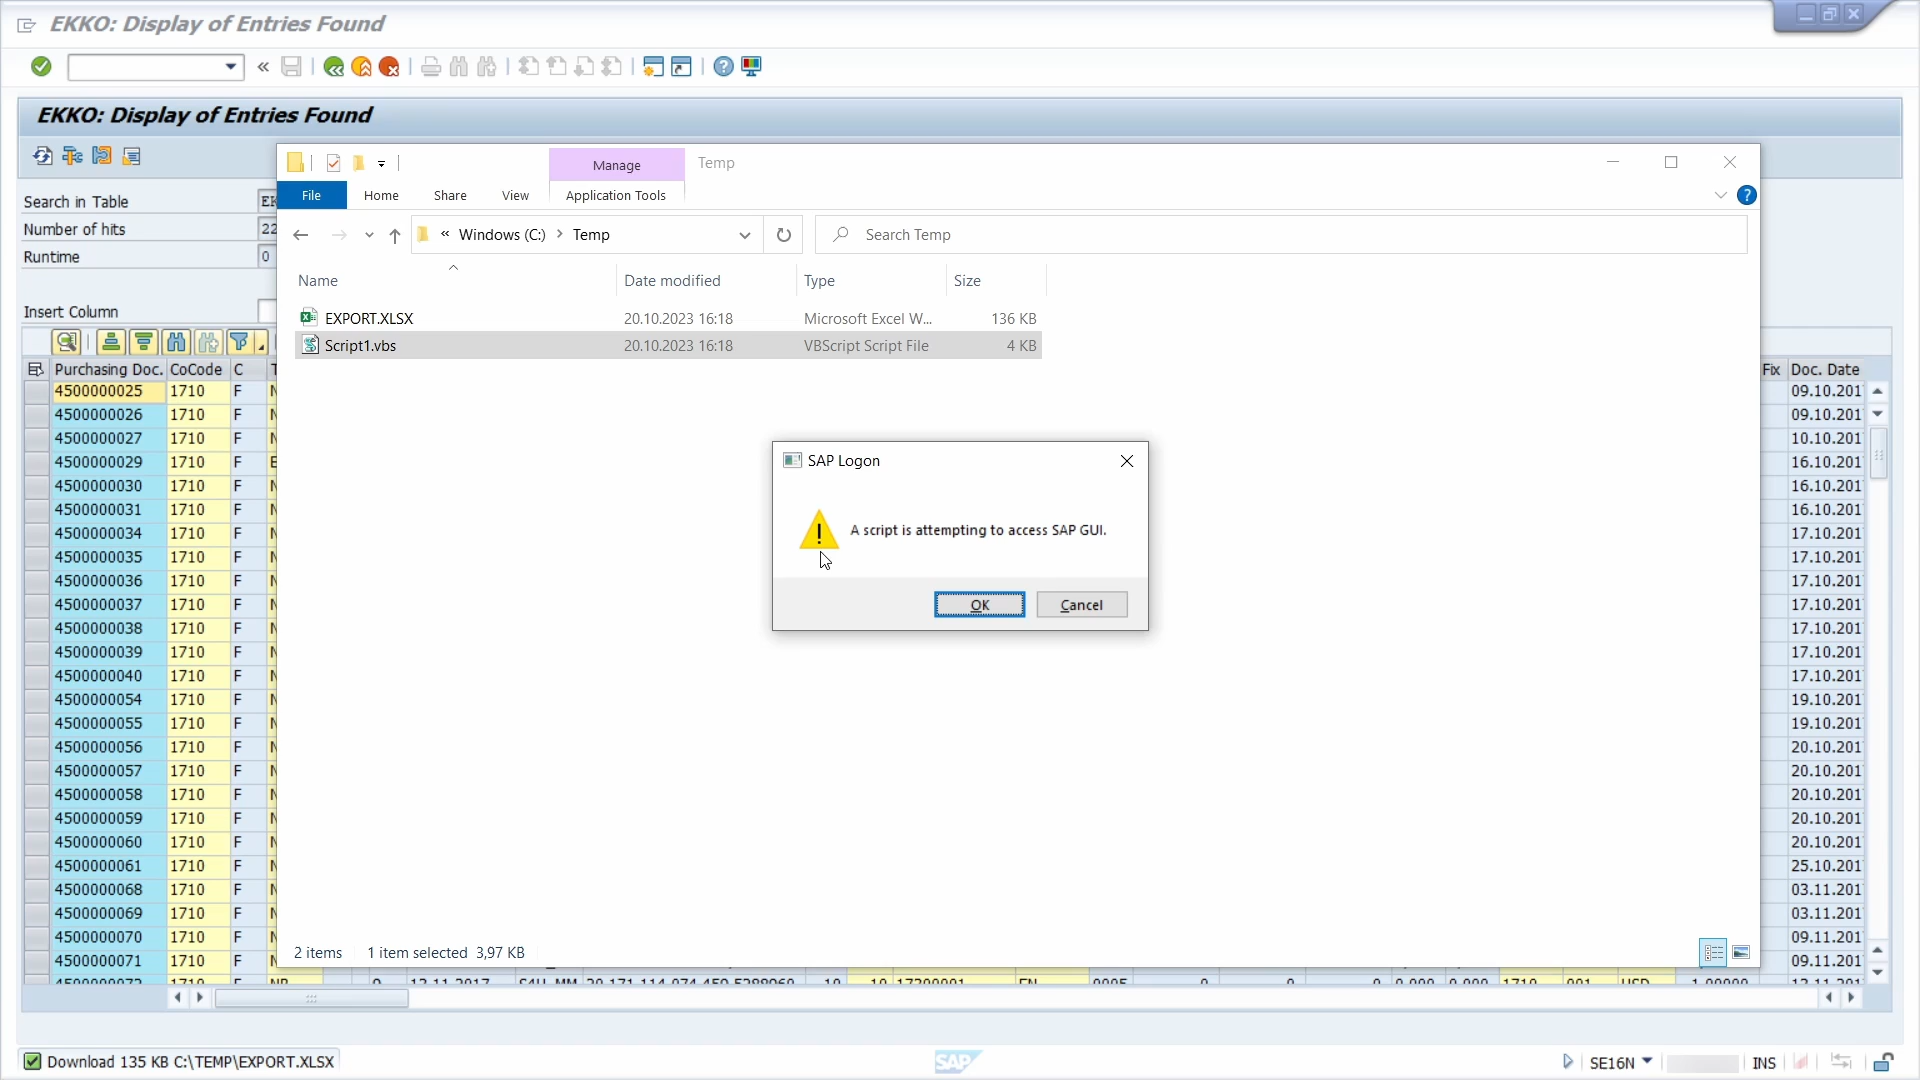 EKKO: Display of Entries Found
EKKO: Display of Entries Found
Manage
Temp
File
Home
Share
View
Application Tools
Search in Table
Number of hits 22
Runtime 0
Insert Column
« Windows (C:) > Temp
Search Temp
Name Date modified Type Size
EXPORT.XLSX 20.10.2023 16:18 Microsoft Excel W... 136 KB
Script1.vbs 20.10.2023 16:18 VBScript Script File 4 KB
SAP Logon
A script is attempting to access SAP GUI.
OK
Cancel
2 items 1 item selected 3,97 KB
Purchasing Doc. CoCode C Fix Doc. Date
4500000025 1710 F 09.10.201
4500000026 1710 F 09.10.201
4500000027 1710 F 10.10.201
4500000029 1710 F 16.10.201
4500000030 1710 F 16.10.201
4500000031 1710 F 16.10.201
4500000034 1710 F 17.10.201
4500000035 1710 F 17.10.201
4500000036 1710 F 17.10.201
4500000037 1710 F 17.10.201
4500000038 1710 F 17.10.201
4500000039 1710 F 17.10.201
4500000040 1710 F 17.10.201
4500000054 1710 F 19.10.201
4500000055 1710 F 19.10.201
4500000056 1710 F 20.10.201
4500000057 1710 F 20.10.201
4500000058 1710 F 20.10.201
4500000059 1710 F 20.10.201
4500000060 1710 F 20.10.201
4500000061 1710 F 25.10.201
4500000068 1710 F 03.11.201
4500000069 1710 F 03.11.201
4500000070 1710 F 09.11.201
4500000071 1710 F 09.11.201
Download 135 KB C:\TEMP\EXPORT.XLSX
SAP
SE16N
INS